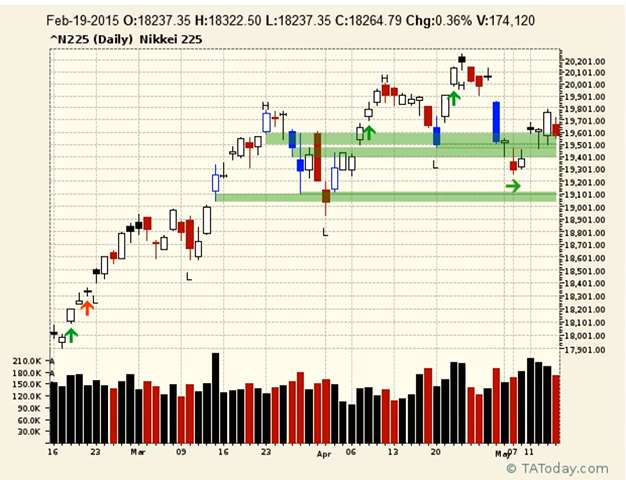 Feb-19-2015 O:18237.35 H:18322.50 L:18237.35 C:18264.79 Chg:0.36% V:174,120
^N225 (Daily) Nikkei 225
20,201.00
20,101.00
20,001.00
19,901.00
19,801.00
19,701.00
19,601.00
19,501.00
19,401.00
19,301.00
19,201.00
19,101.00
19,001.00
18,901.00
18,801.00
18,701.00
18,601.00
18,501.00
18,401.00
18,301.00
18,201.00
18,101.00
18,001.00
17,901.00
H
H
H
L
L
L
L
A
A
210.0K
180.0K
150.0K
120.0K
90.0K
60.0K
30.0K
16 23 Mar 09 16 23 Apr 06 13 20 May 07 11
© TAToday.com